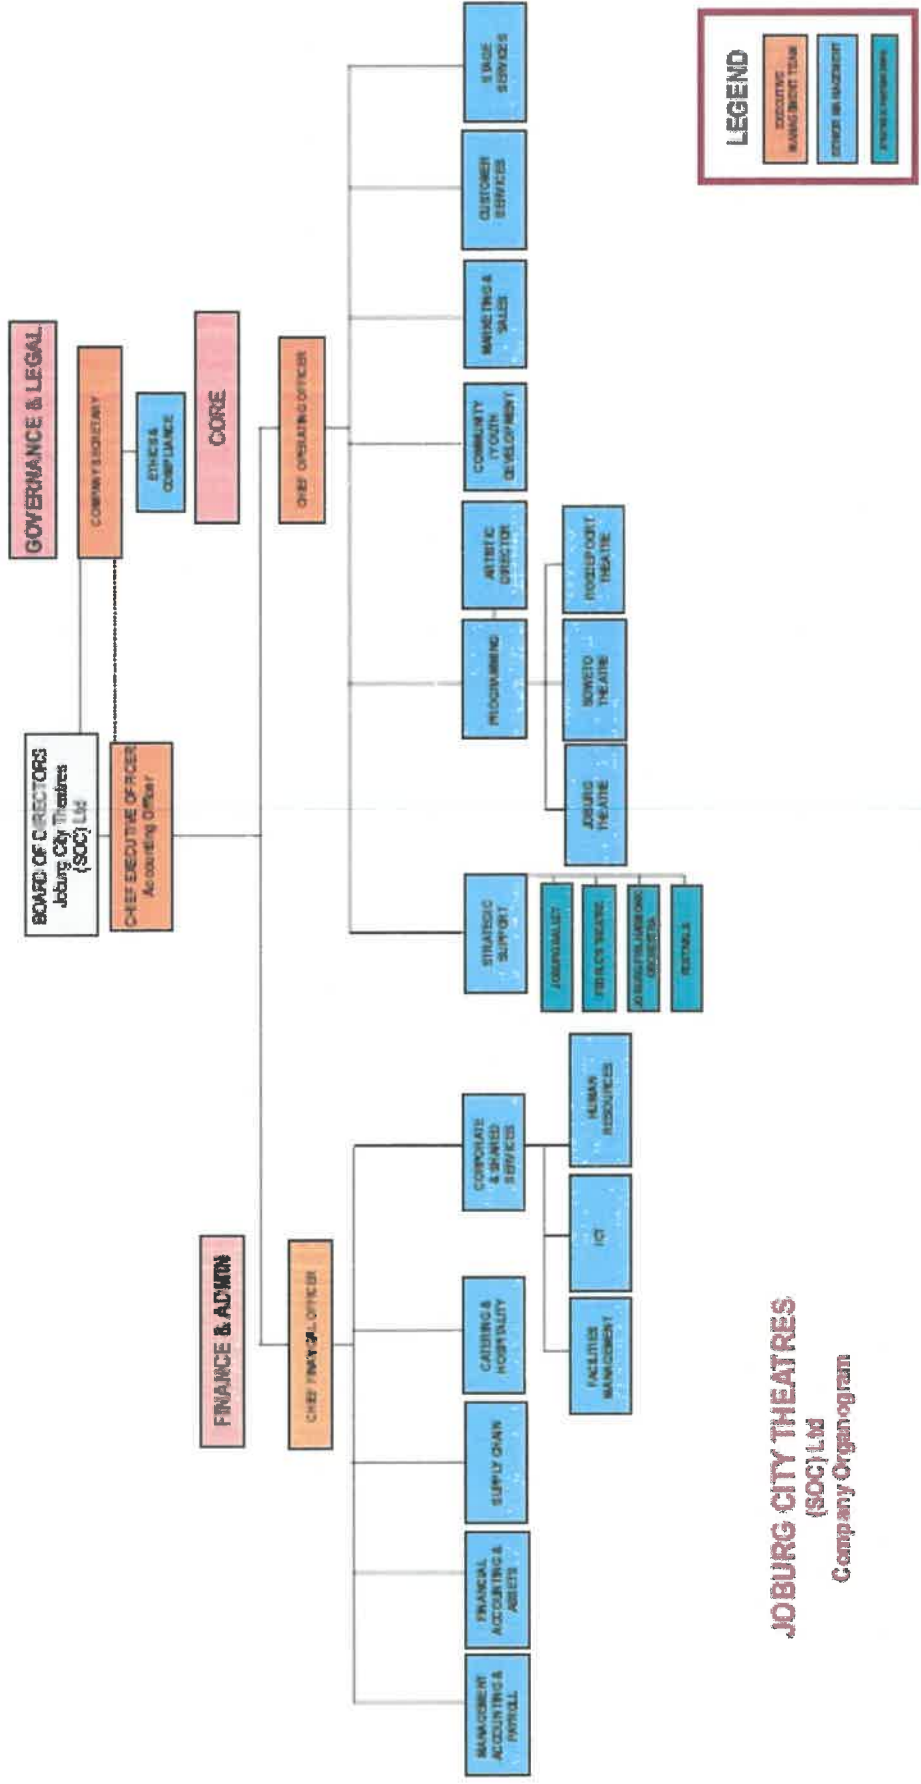 GOVERNANCE & LEGAL
BOARD OF DIRECTORS
Joburg City Theatres
(SOC) Ltd
COMPANY SECRETARY
CHIEF EXECUTIVE OFFICER
Accounting Officer
ETHICS &
COMPLIANCE
FINANCE & ADMIN
CORE
CHIEF FINANCIAL OFFICER
CHIEF OPERATING OFFICER
MANAGEMENT
ACCOUNTING &
PAYROLL
FINANCIAL
ACCOUNTING &
ASSETS
SUPPLY CHAIN
CATERING &
HOSPITALITY
CORPORATE
& SHARED
SERVICES
STRATEGIC
SUPPORT
PROGRAMMING
ARTISTIC
DIRECTOR
COMMUNITY
/ YOUTH
DEVELOPMENT
MARKETING &
SALES
CUSTOMER
SERVICES
STAGE
SERVICES
FACILITIES
MANAGEMENT
ICT
HUMAN
RESOURCES
JOBURG BALLET
JOBURG PHILHARMONIC
ORCHESTRA
JOBURG
THEATRE
SOWETO
THEATRE
ROODEPOORT
THEATRE
JOBURG CITY THEATRES
(SOC) Ltd
Company Organogram
LEGEND
EXECUTIVE
MANAGEMENT TEAM
SENIOR MANAGEMENT